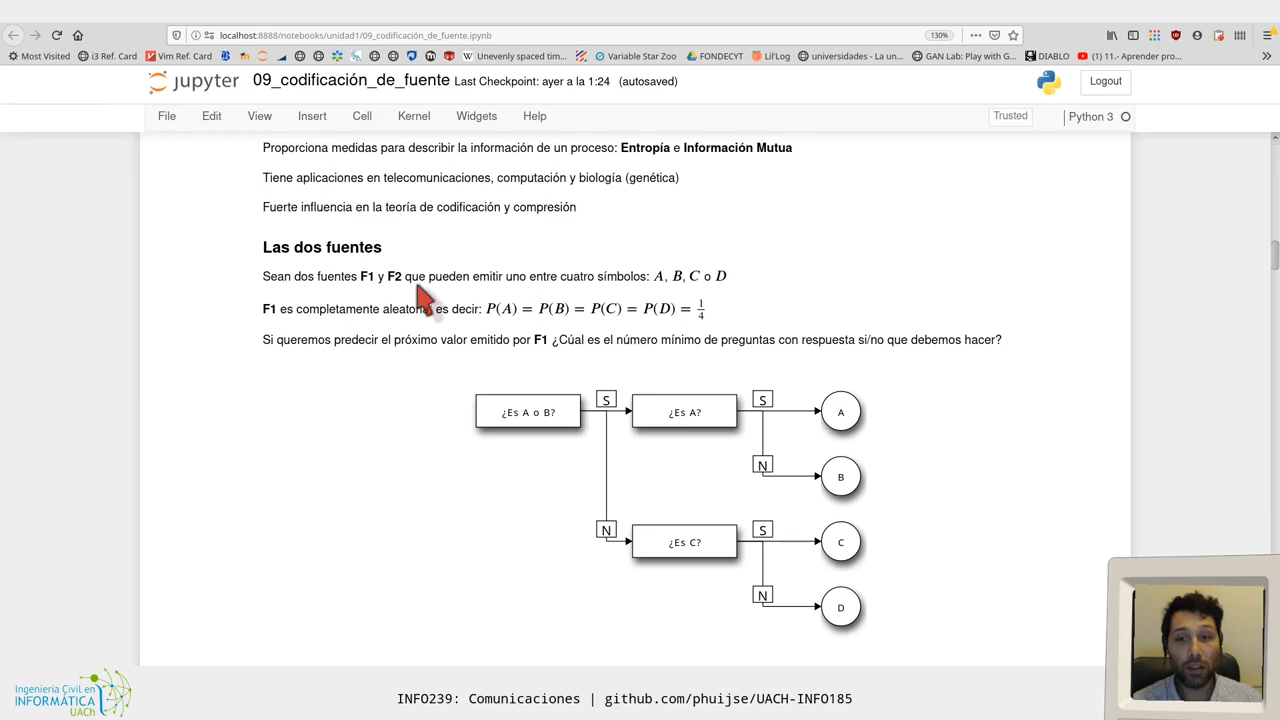 localhost:8888/notebooks/unidad1/09_codificación_de_fuente.ipynb
130%
Most Visited
i3 Ref. Card
Vim Ref. Card
Unevenly spaced tim...
Variable Star Zoo
FONDECYT
Lil'Log
universidades - La un...
GAN Lab: Play with G...
DIABLO
(1) 11.- Aprender pro...
jupyter 09_codificación_de_fuente Last Checkpoint: ayer a la 1:24 (autosaved)
Logout
File Edit View Insert Cell Kernel Widgets Help
Trusted
Python 3
Proporciona medidas para describir la información de un proceso: Entropía e Información Mutua
Tiene aplicaciones en telecomunicaciones, computación y biología (genética)
Fuerte influencia en la teoría de codificación y compresión
Las dos fuentes
Sean dos fuentes F1 y F2 que pueden emitir uno entre cuatro símbolos: A, B, C o D
F1 es completamente aleatoria es decir: P(A) = P(B) = P(C) = P(D) = 1/4
Si queremos predecir el próximo valor emitido por F1 ¿Cúal es el número mínimo de preguntas con respuesta si/no que debemos hacer?
¿Es A o B?
S
¿Es A?
S
A
N
B
N
¿Es C?
S
C
N
D
Ingeniería Civil en
INFORMÁTICA
UACh
INFO239: Comunicaciones | github.com/phuijse/UACH-INFO185